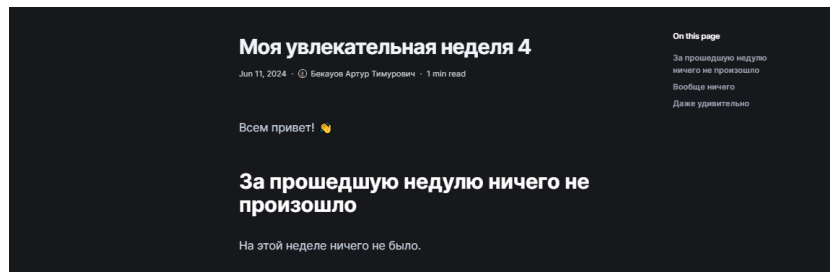 Моя увлекательная неделя 4
Jun 11, 2024 · Бекауов Артур Тимурович · 1 min read
Всем привет! 👋
За прошедшую недулю ничего не
произошло
На этой неделе ничего не было.
On this page
За прошедшую недулю
ничего не произошло
Вообще ничего
Даже удивительно